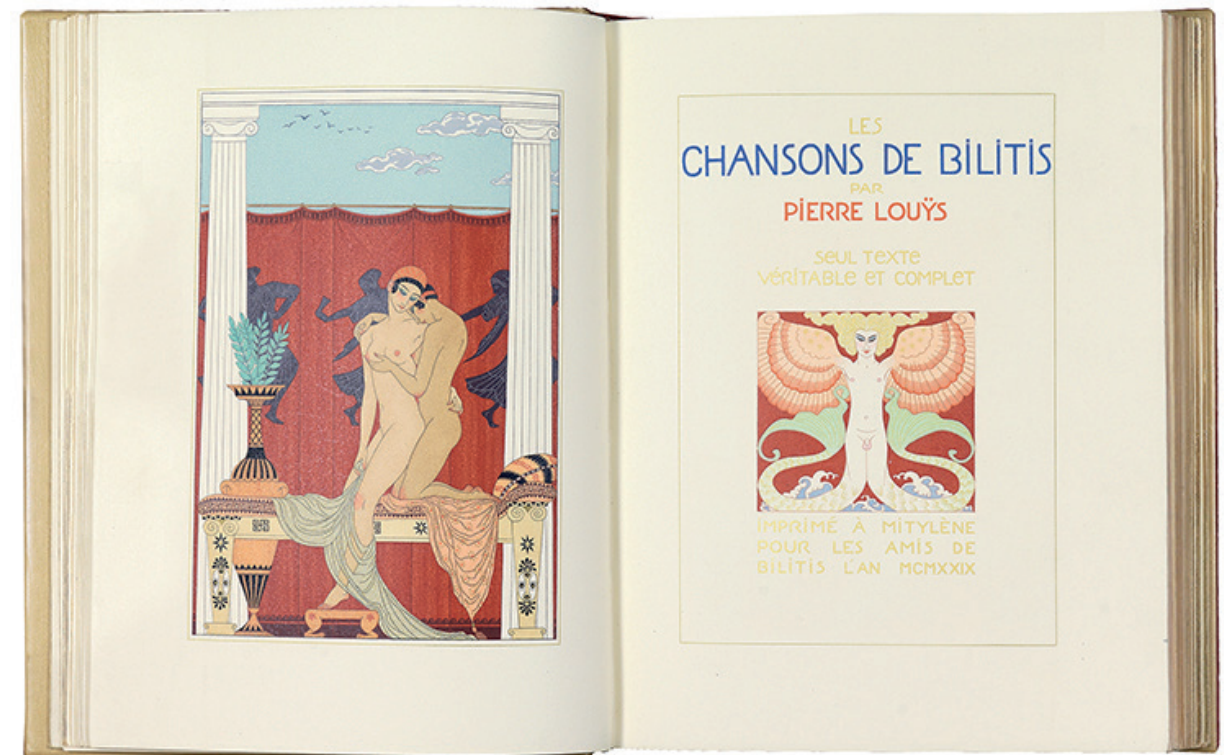 LES
CHANSONS DE BILITIS
PAR
PIERRE LOUŸS
SEUL TEXTE
VÉRITABLE ET COMPLET
IMPRIMÉ À MITYLÈNE
POUR LES AMIS DE
BILITIS L'AN MCMXXIX